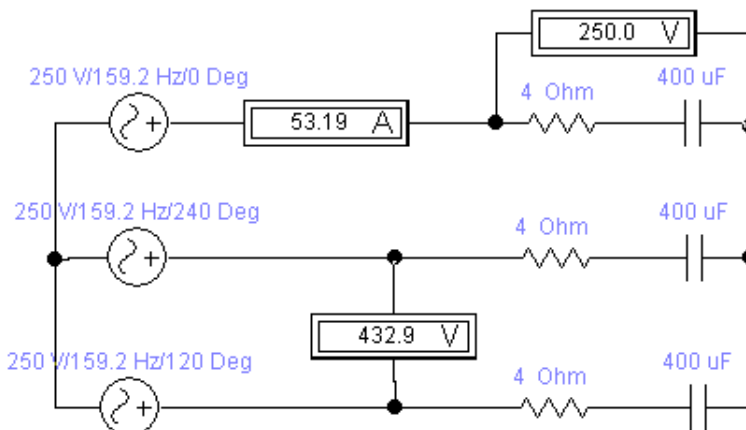 250.0 V
250 V/159.2 Hz/0 Deg
4 Ohm
400 uF
53.19 A
250 V/159.2 Hz/240 Deg
4 Ohm
400 uF
432.9 V
250 V/159.2 Hz/120 Deg
4 Ohm
400 uF